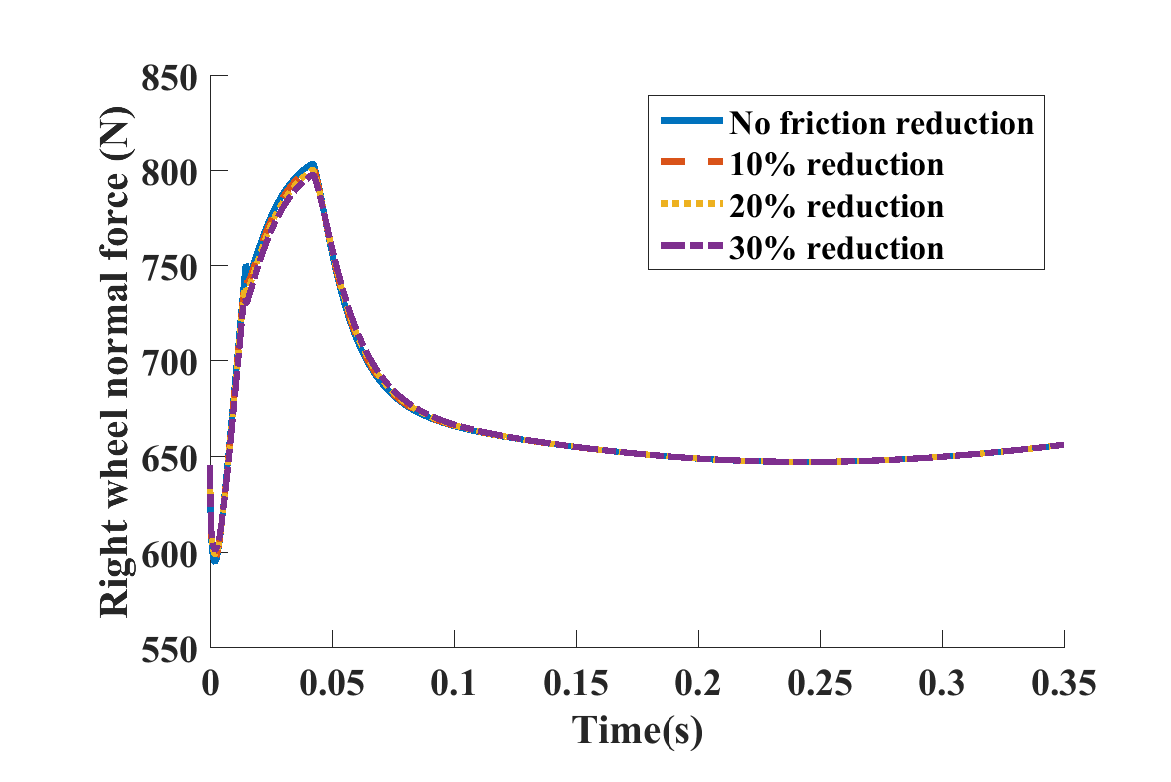 850
800
750
700
650
600
550
Right wheel normal force (N)
No friction reduction
10% reduction
20% reduction
30% reduction
0 0.05 0.1 0.15 0.2 0.25 0.3 0.35
Time(s)